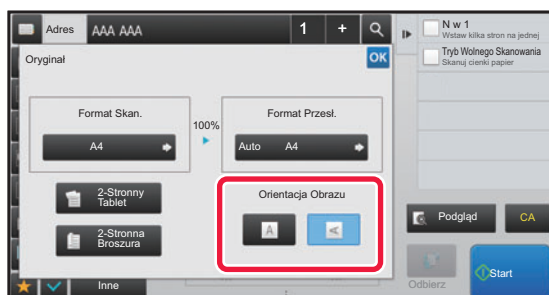 Adres AAA AAA 1 +
Oryginał OK
Format Skan.
100%
Format Przesł.
A4
Auto A4
2-Stronny
Tablet
2-Stronna
Broszura
Orientacja Obrazu
A
A
Inne
N w 1
Wstaw kilka stron na jednej
Tryb Wolnego Skanowania
Skanuj cienki papier
Podgląd
CA
Odbierz
Start